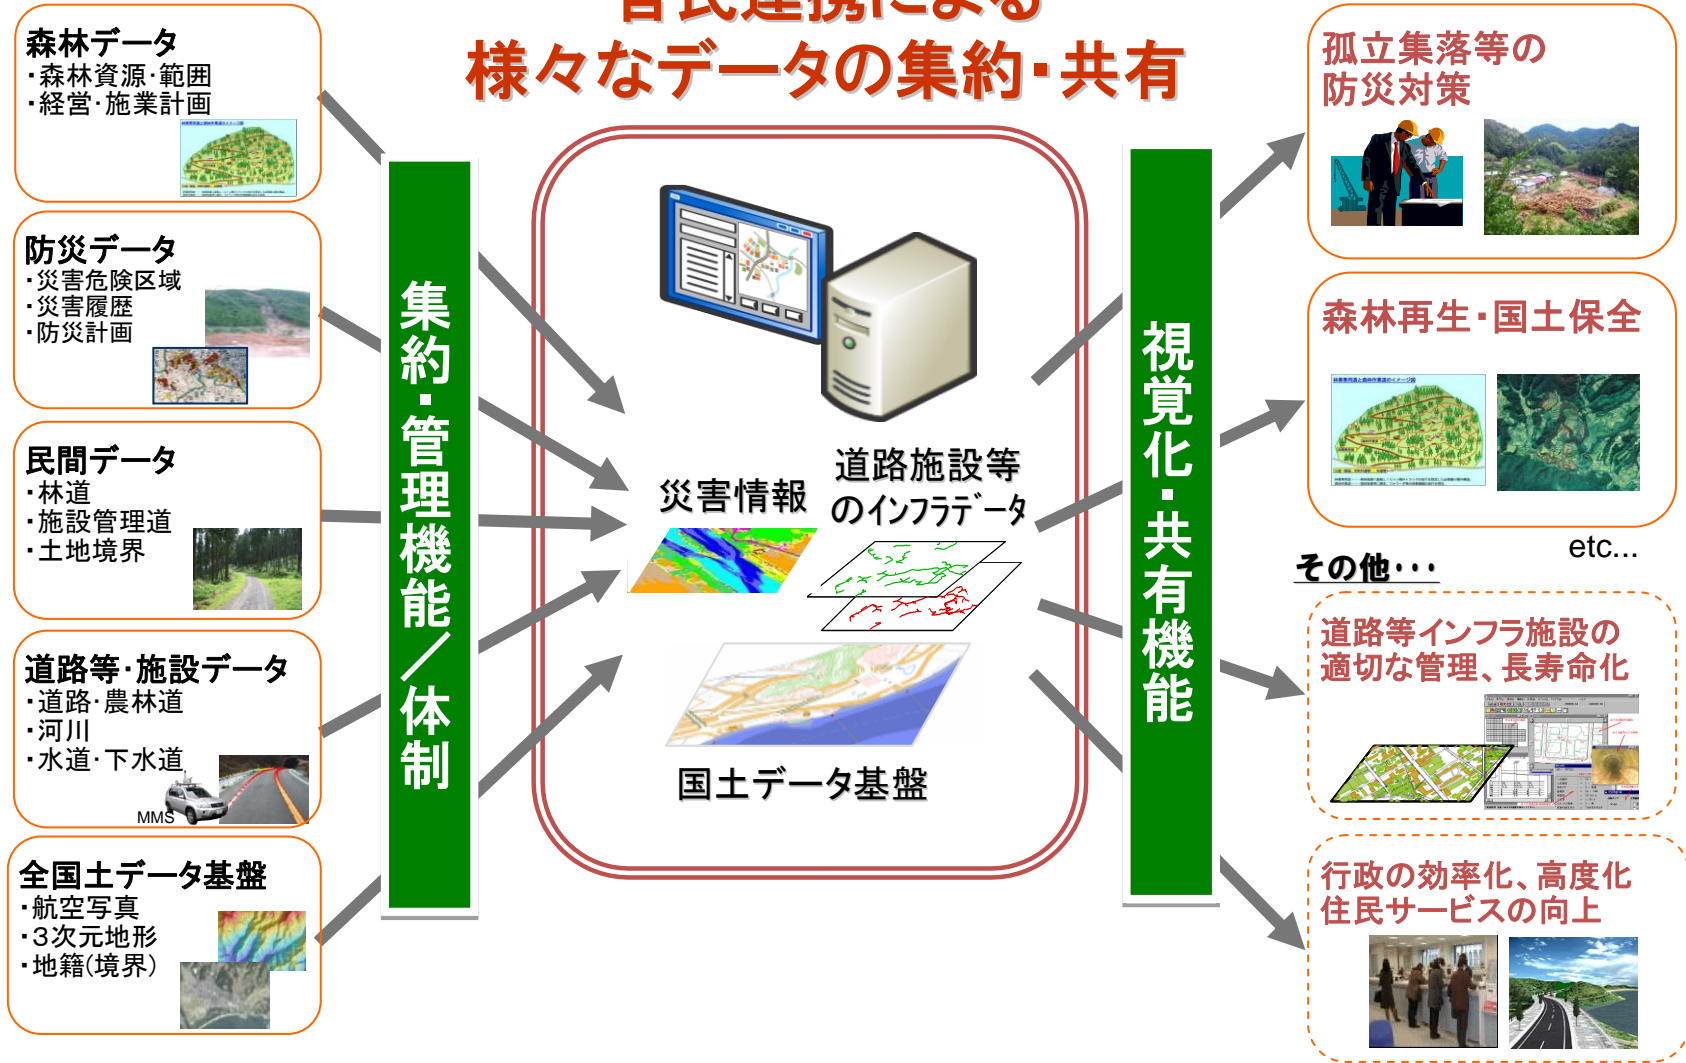 官民連携による
様々なデータの集約・共有
森林データ
・森林資源・範囲
・経営・施業計画
防災データ
・災害危険区域
・災害履歴
・防災計画
民間データ
・林道
・施設管理道
・土地境界
道路等・施設データ
・道路・農林道
・河川
・水道・下水道
MMS
全国土データ基盤
・航空写真
・3次元地形
・地籍(境界)
集約・管理機能／体制
災害情報
道路施設等
のインフラデータ
国土データ基盤
視覚化・共有機能
孤立集落等の
防災対策
森林再生・国土保全
etc...
その他・・・
道路等インフラ施設の
適切な管理、長寿命化
行政の効率化、高度化
住民サービスの向上